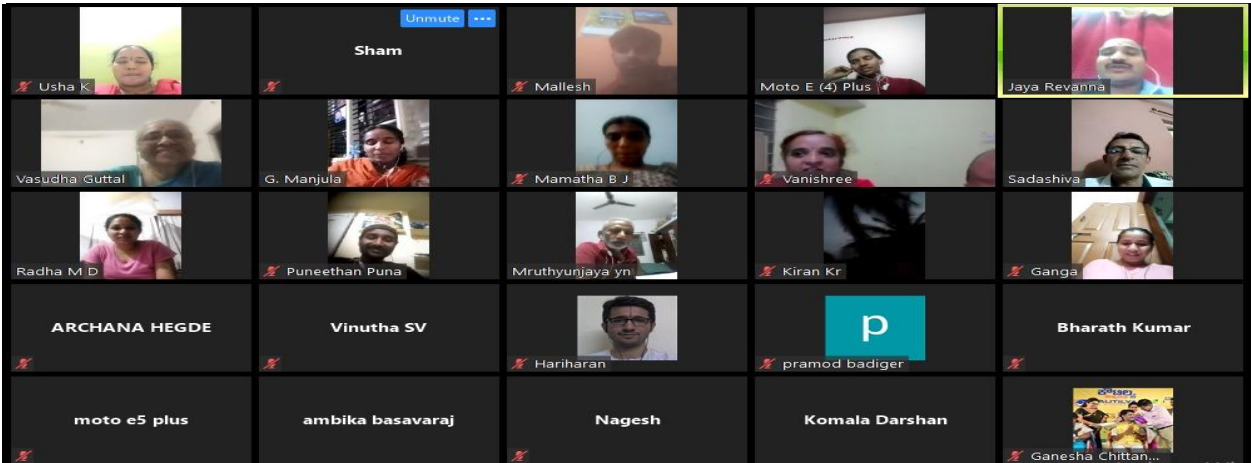 Unmute
Usha K
Sham
Mallesh
Moto E (4) Plus
Jaya Revanna
Vasudha Guttal
G. Manjula
Mamatha B J
Vanishree
Sadashiva
Radha M D
Puneethan Puna
Mruthyunjaya yn
Kiran Kr
Ganga
ARCHANA HEGDE
Vinutha SV
Hariharan
p
pramod badiger
Bharath Kumar
moto e5 plus
ambika basavaraj
Nagesh
Komala Darshan
Ganesha Chittan...